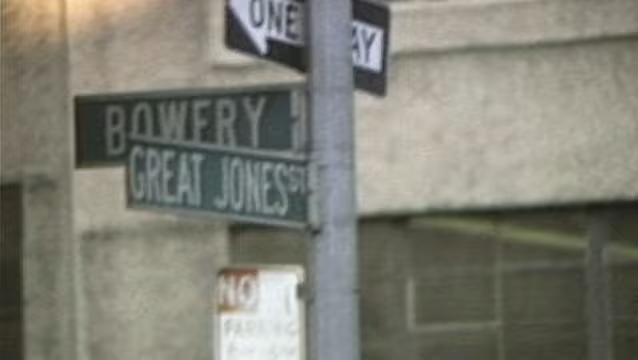 ONE WAY
BOWERY
GREAT JONES ST
NO
PARKING